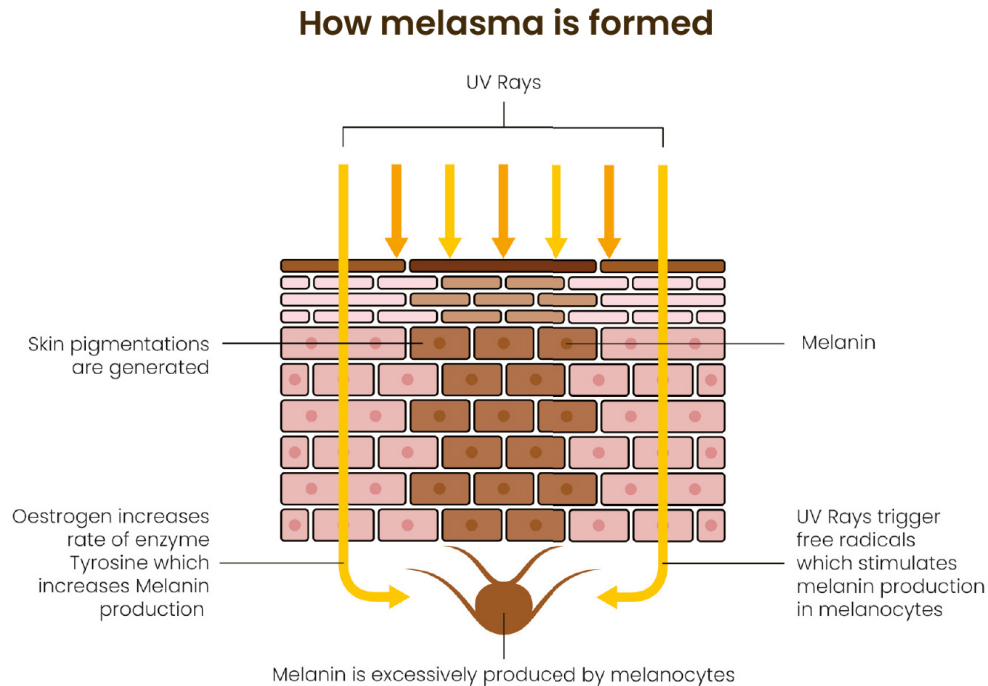 How melasma is formed
UV Rays
Skin pigmentations
are generated
Melanin
Oestrogen increases
rate of enzyme
Tyrosine which
increases Melanin
production
UV Rays trigger
free radicals
which stimulates
melanin production
in melanocytes
Melanin is excessively produced by melanocytes